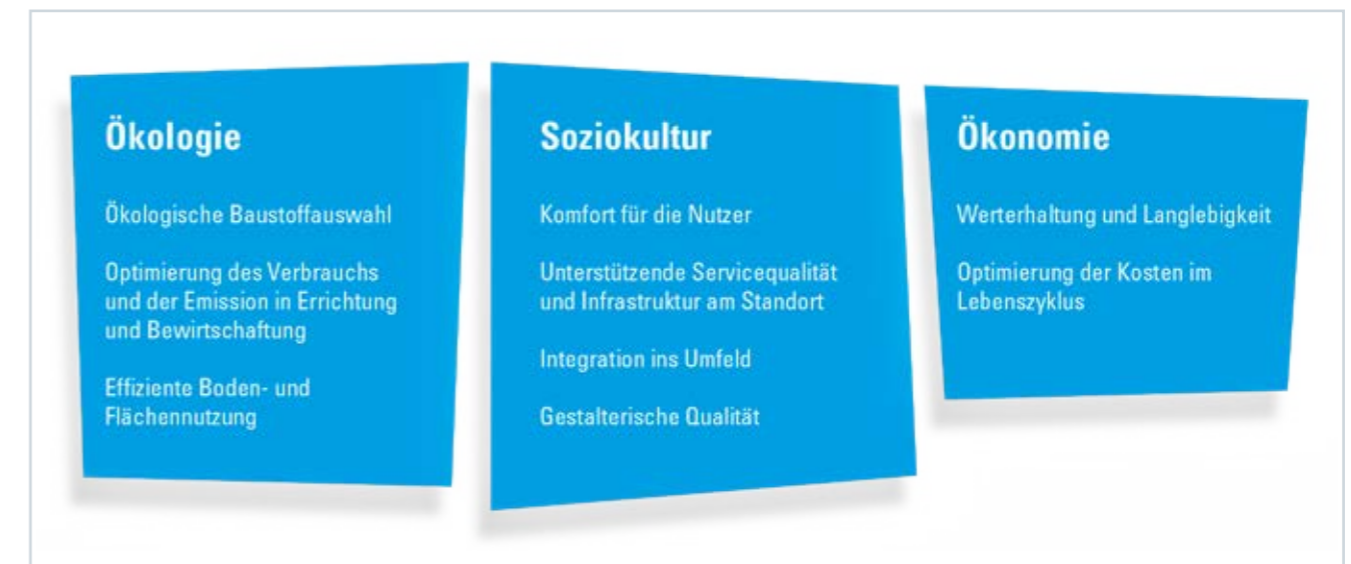 Ökologie
Ökologische Baustoffauswahl
Optimierung des Verbrauchs
und der Emission in Errichtung
und Bewirtschaftung
Effiziente Boden- und
Flächennutzung
Soziokultur
Komfort für die Nutzer
Unterstützende Servicequalität
und Infrastruktur am Standort
Integration ins Umfeld
Gestalterische Qualität
Ökonomie
Werterhaltung und Langlebigkeit
Optimierung der Kosten im
Lebenszyklus